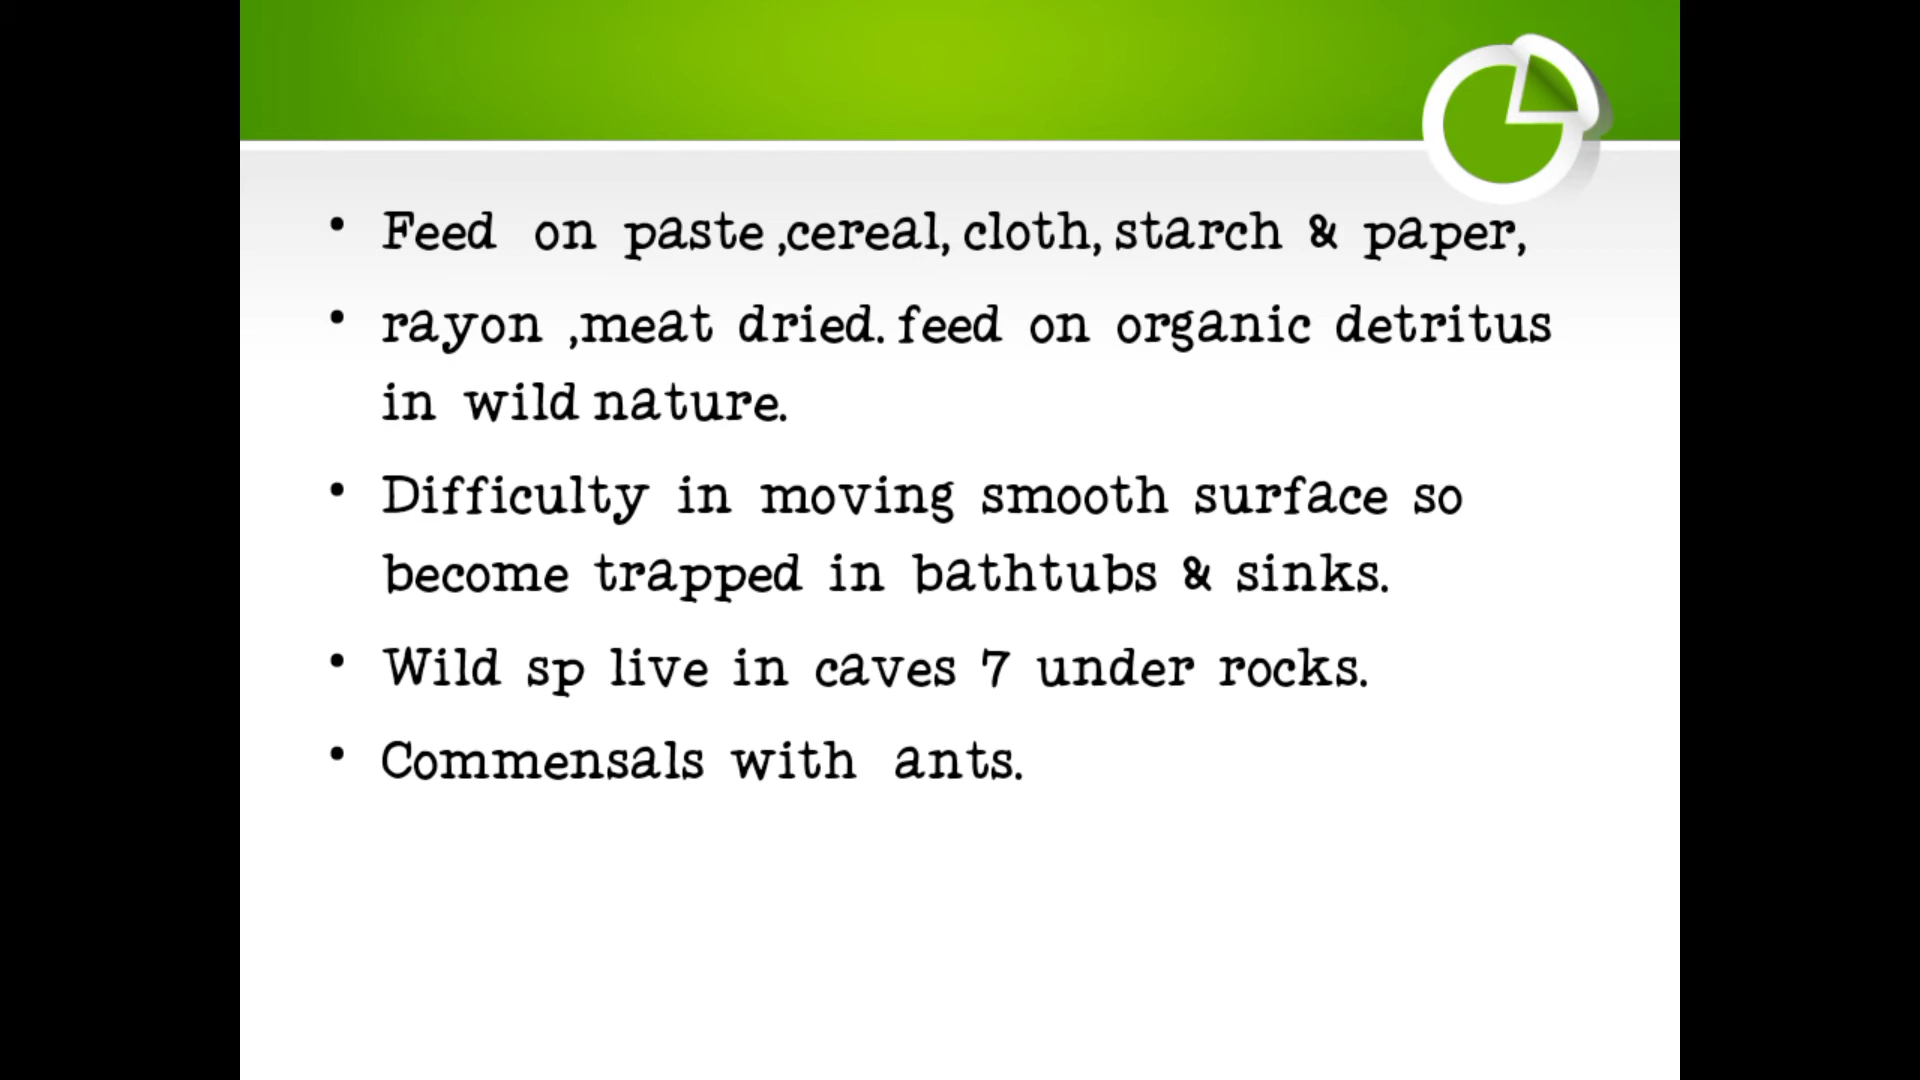 • Feed on paste ,cereal, cloth, starch & paper,
• rayon ,meat dried. feed on organic detritus
in wild nature.
• Difficulty in moving smooth surface so
become trapped in bathtubs & sinks.
• Wild sp live in caves 7 under rocks.
• Commensals with ants.